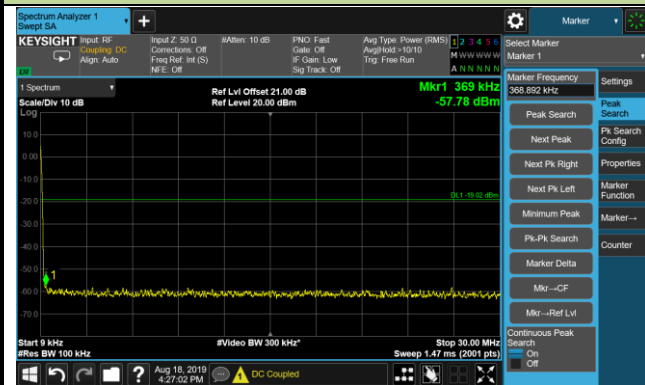 Spectrum Analyzer 1
Swept SA
Marker
KEYSIGHT
Input: RF
Coupling: DC
Align: Auto
Input Z: 50 Ω
Corrections: Off
Freq Ref: Int (S)
NFE: Off
#Atten: 10 dB
PNO: Fast
Gate: Off
IF Gain: Low
Sig Track: Off
Avg Type: Power (RMS)
Avg|Hold:>10/10
Trig: Free Run
1 2 3 4 5 6
M W W W W W
A N N N N N
Select Marker
Marker 1
1 Spectrum
Scale/Div 10 dB
Log
Ref Lvl Offset 21.00 dB
Ref Level 20.00 dBm
Mkr1 369 kHz
-57.78 dBm
10.0
0.00
-10.0
-20.0
-30.0
-40.0
-50.0
-60.0
-70.0
DL1 -19.02 dBm
1
Start 9 kHz
#Res BW 100 kHz
#Video BW 300 kHz*
Stop 30.00 MHz
Sweep 1.47 ms (2001 pts)
Marker Frequency
368.892 kHz
Peak Search
Next Peak
Next Pk Right
Next Pk Left
Minimum Peak
Pk-Pk Search
Marker Delta
Mkr→CF
Mkr→Ref Lvl
Continuous Peak
Search
On
Off
Settings
Peak
Search
Pk Search
Config
Properties
Marker
Function
Marker→
Counter
?
Aug 18, 2019
4:27:02 PM
DC Coupled